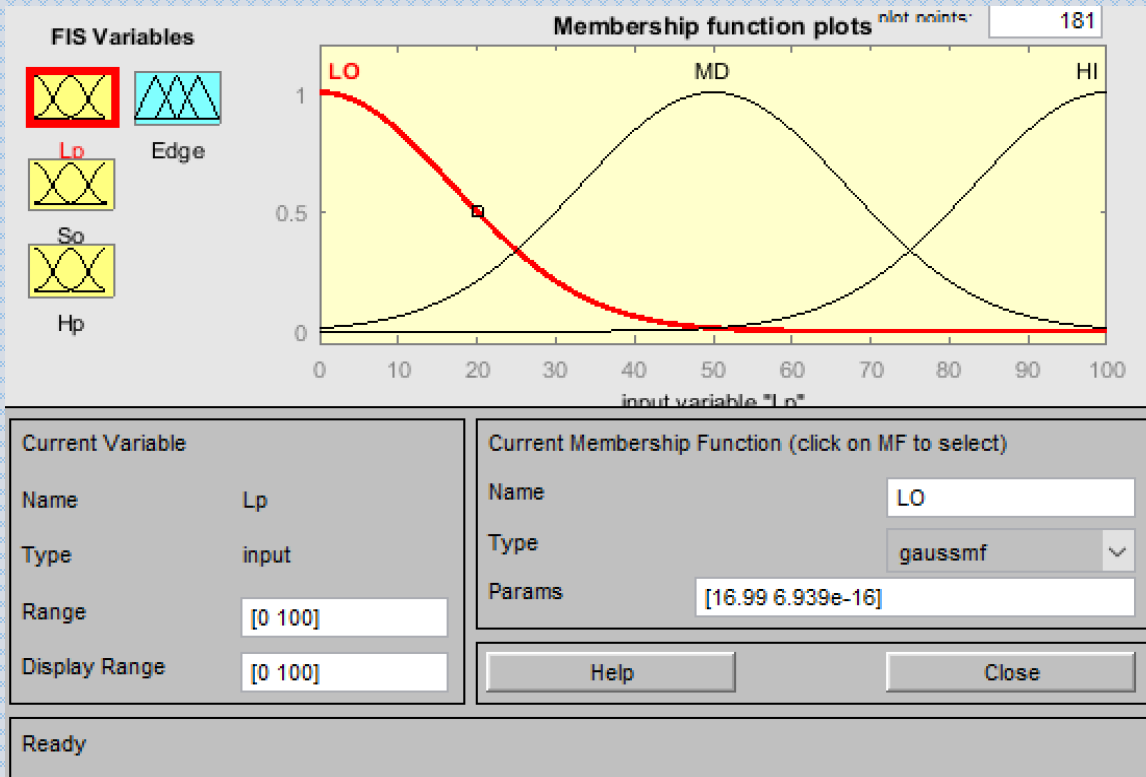 FIS Variables
Membership function plots
plot points:
181
LO
MD
HI
Lp
Edge
So
Hp
1
0.5
0
0 10 20 30 40 50 60 70 80 90 100
input variable "Lp"
Current Variable
Name Lp
Type input
Range [0 100]
Display Range [0 100]
Current Membership Function (click on MF to select)
Name LO
Type gaussmf
Params [16.99 6.939e-16]
Help
Close
Ready